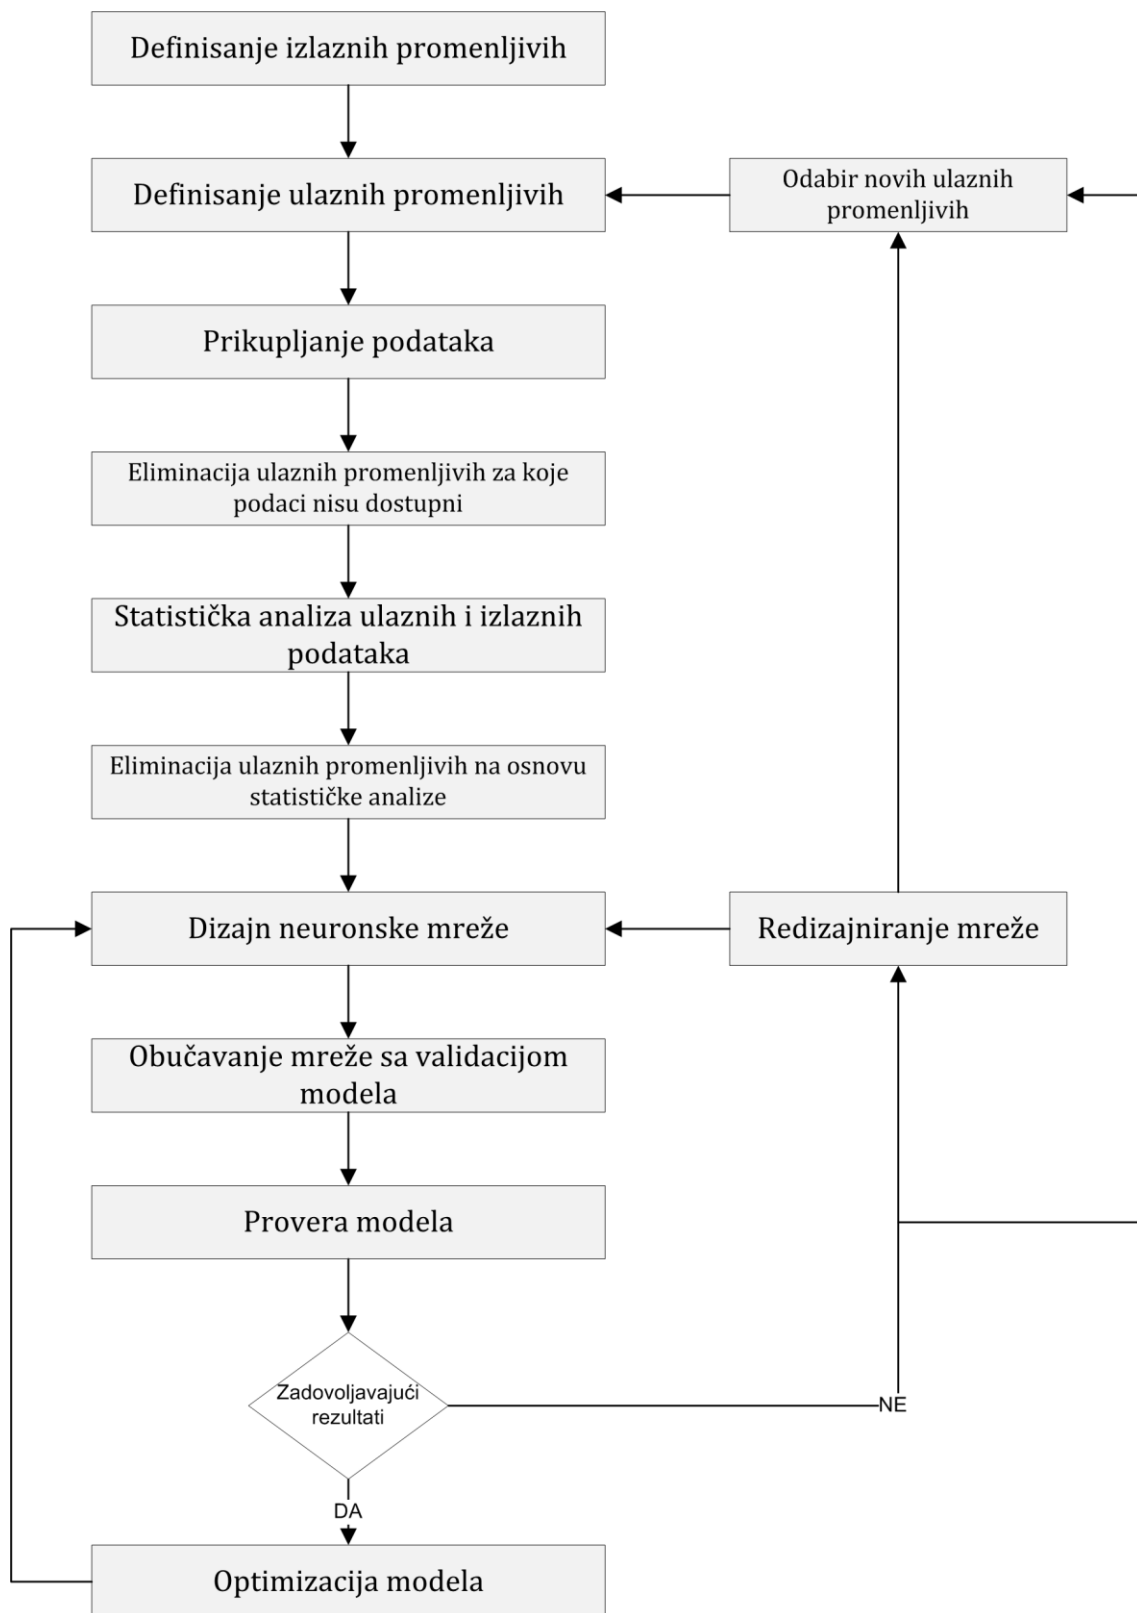 Definisanje izlaznih promenljivih
Definisanje ulaznih promenljivih
Odabir novih ulaznih
promenljivih
Prikupljanje podataka
Eliminacija ulaznih promenljivih za koje
podaci nisu dostupni
Statistička analiza ulaznih i izlaznih
podataka
Eliminacija ulaznih promenljivih na osnovu
statističke analize
Dizajn neuronske mreže
Redizajniranje mreže
Obučavanje mreže sa validacijom
modela
Provera modela
Zadovoljavajući
rezultati
NE
DA
Optimizacija modela